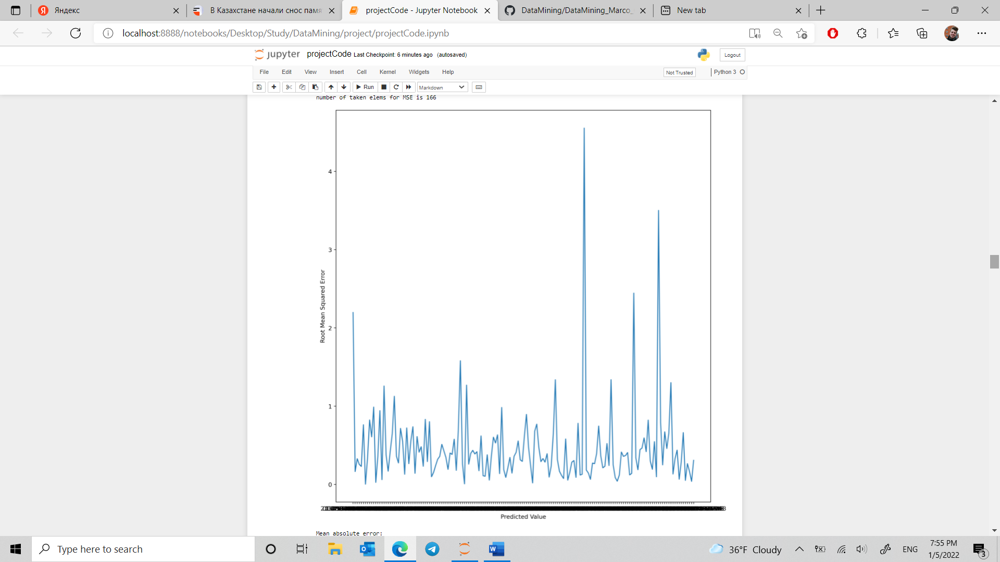 Яндекс
В Казахстане начали снос памя
projectCode - Jupyter Notebook
DataMining/DataMining_Marco_
New tab
localhost:8888/notebooks/Desktop/Study/DataMining/project/projectCode.ipynb
jupyter projectCode Last Checkpoint: 6 minutes ago (autosaved)
Logout
File Edit View Insert Cell Kernel Widgets Help
Not Trusted
Python 3
Run
Markdown
number of taken elems for MSE is 166
4
3
Root Mean Squared Error
2
1
0
Predicted Value
Mean absolute error:
Type here to search
36°F Cloudy
ENG
7:55 PM
1/5/2022
3